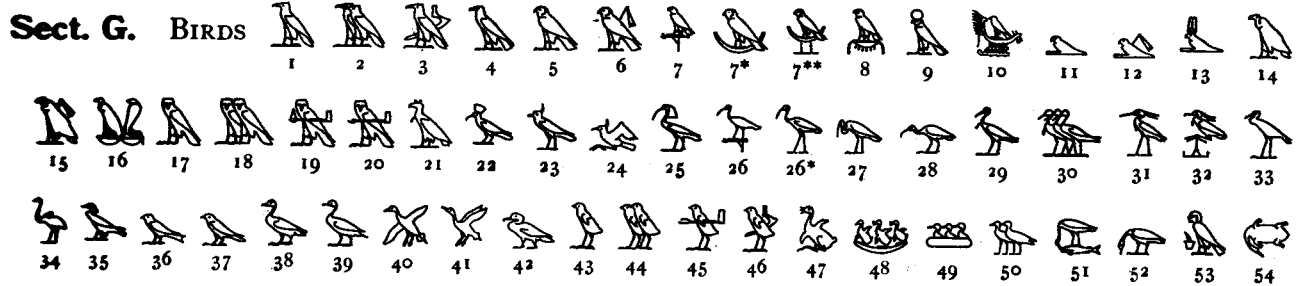 Sect. G. BIRDS
1 2 3 4 5 6 7 7* 7** 8 9 10 11 12 13 14
15 16 17 18 19 20 21 22 23 24 25 26 26* 27 28 29 30 31 32 33
34 35 36 37 38 39 40 41 42 43 44 45 46 47 48 49 50 51 52 53 54